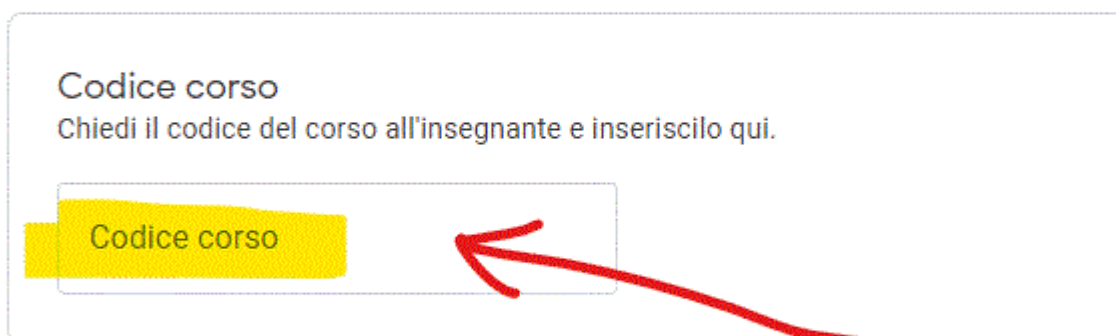 Codice corso
Chiedi il codice del corso all'insegnante e inseriscilo qui.
Codice corso